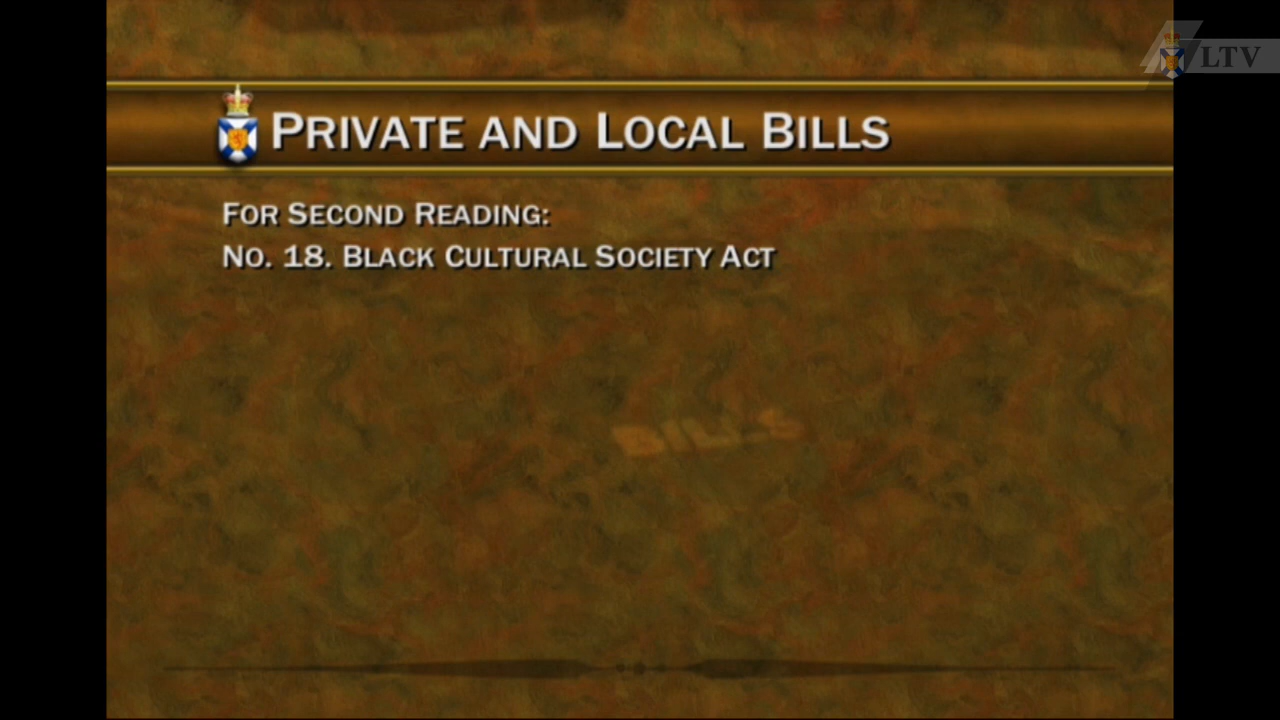 LTV
PRIVATE AND LOCAL BILLS
FOR SECOND READING:
NO. 18. BLACK CULTURAL SOCIETY ACT
BILLS